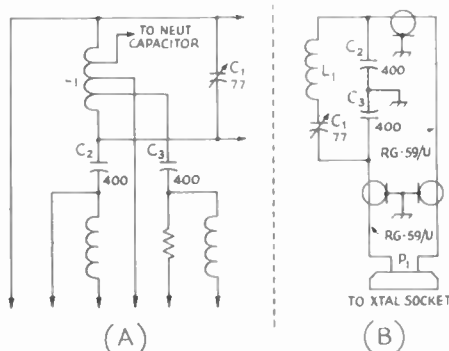 TO NEUT
CAPACITOR
C1
77
C2
400
C3
400
(A)
L1
C2
400
C3
400
C1
77
RG-59/U
RG-59/U
P1
TO XTAL SOCKET
(B)